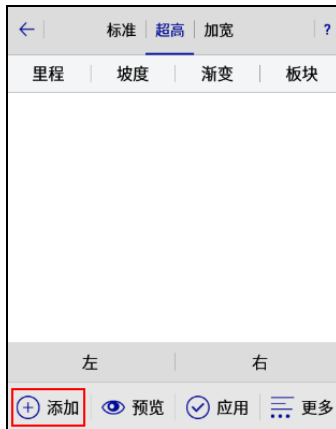 标准 超高 加宽 ?
里程 坡度 渐变 板块
左 右
添加 预览 应用 更多